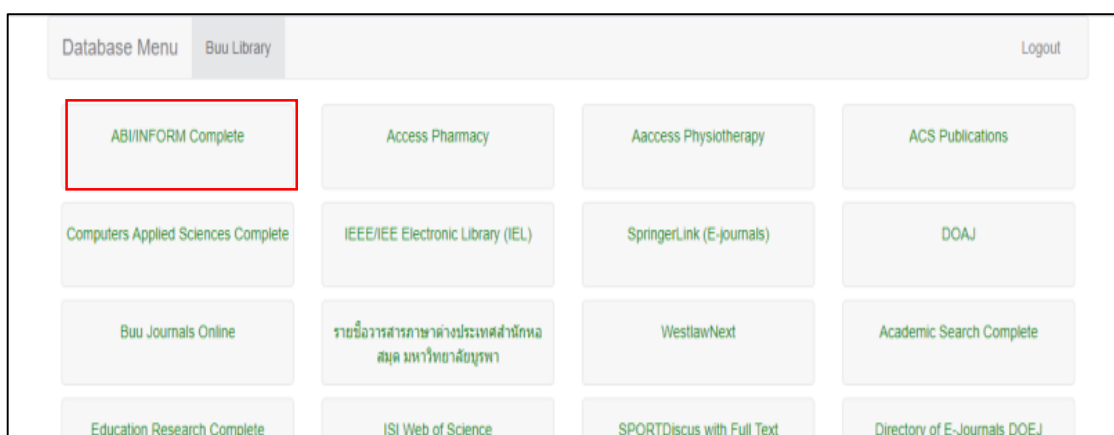 Database Menu Buu Library Logout
ABI/INFORM Complete
Access Pharmacy
Aaccess Physiotherapy
ACS Publications
Computers Applied Sciences Complete
IEEE/IEE Electronic Library (IEL)
SpringerLink (E-journals)
DOAJ
Buu Journals Online
รายชื่อวารสารภาษาต่างประเทศสำนักหอ
สมุด มหาวิทยาลัยบูรพา
WestlawNext
Academic Search Complete
Education Research Complete
ISI Web of Science
SPORTDiscus with Full Text
Directory of E-Journals DOEJ